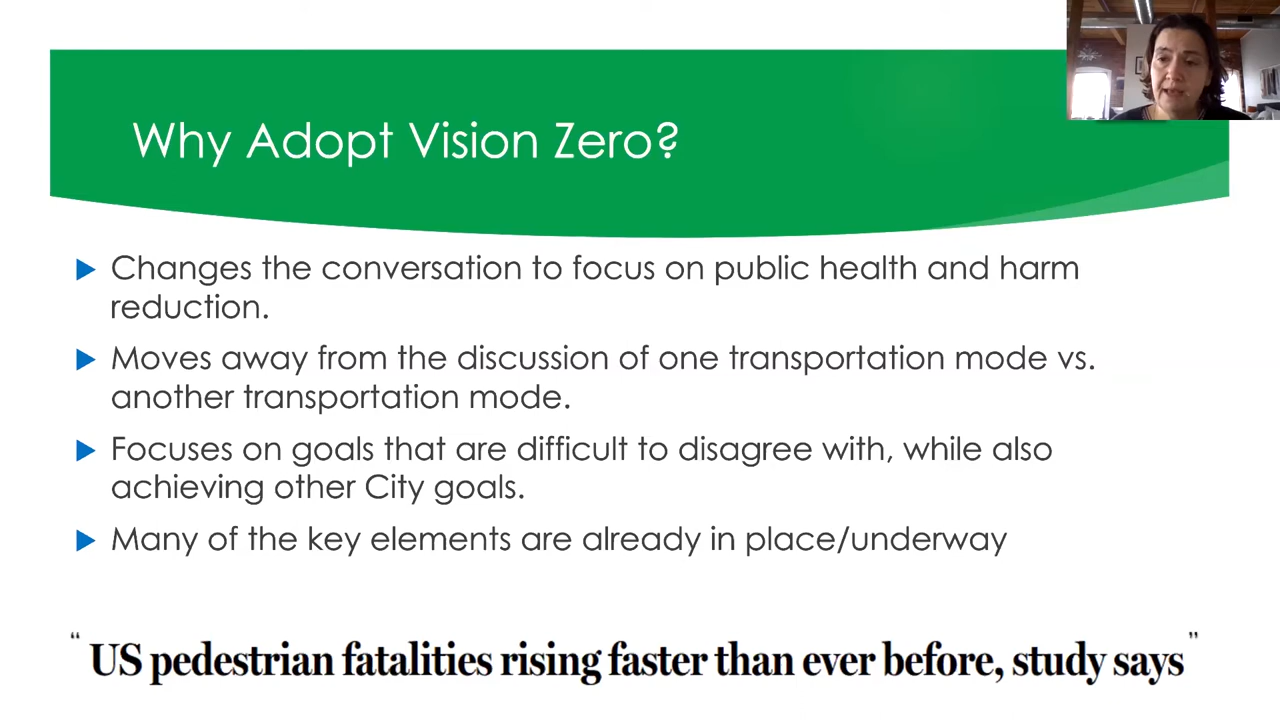 Why Adopt Vision Zero?
Changes the conversation to focus on public health and harm
reduction.
Moves away from the discussion of one transportation mode vs.
another transportation mode.
Focuses on goals that are difficult to disagree with, while also
achieving other City goals.
Many of the key elements are already in place/underway
“ US pedestrian fatalities rising faster than ever before, study says ”